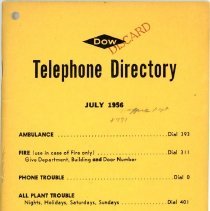 Dow
DISCARD
Telephone Directory
JULY 1956
AMBULANCE ........ Dial 393
FIRE (use in case of Fire only) ........ Dial 311
Give Department, Building and Door Number
PHONE TROUBLE ........ Dial 0
ALL PLANT TROUBLE
Nights, Holidays, Saturdays, Sundays ........ Dial 401